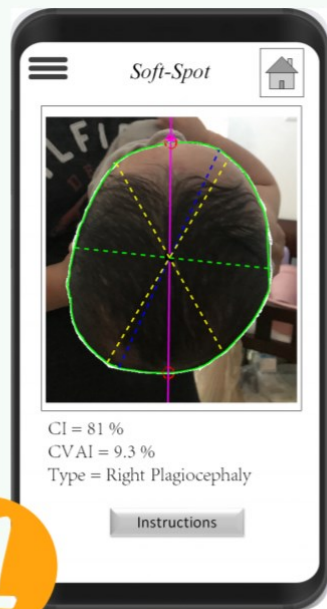 Soft-Spot
CI = 81 %
CVAI = 9.3 %
Type = Right Plagiocephaly
Instructions